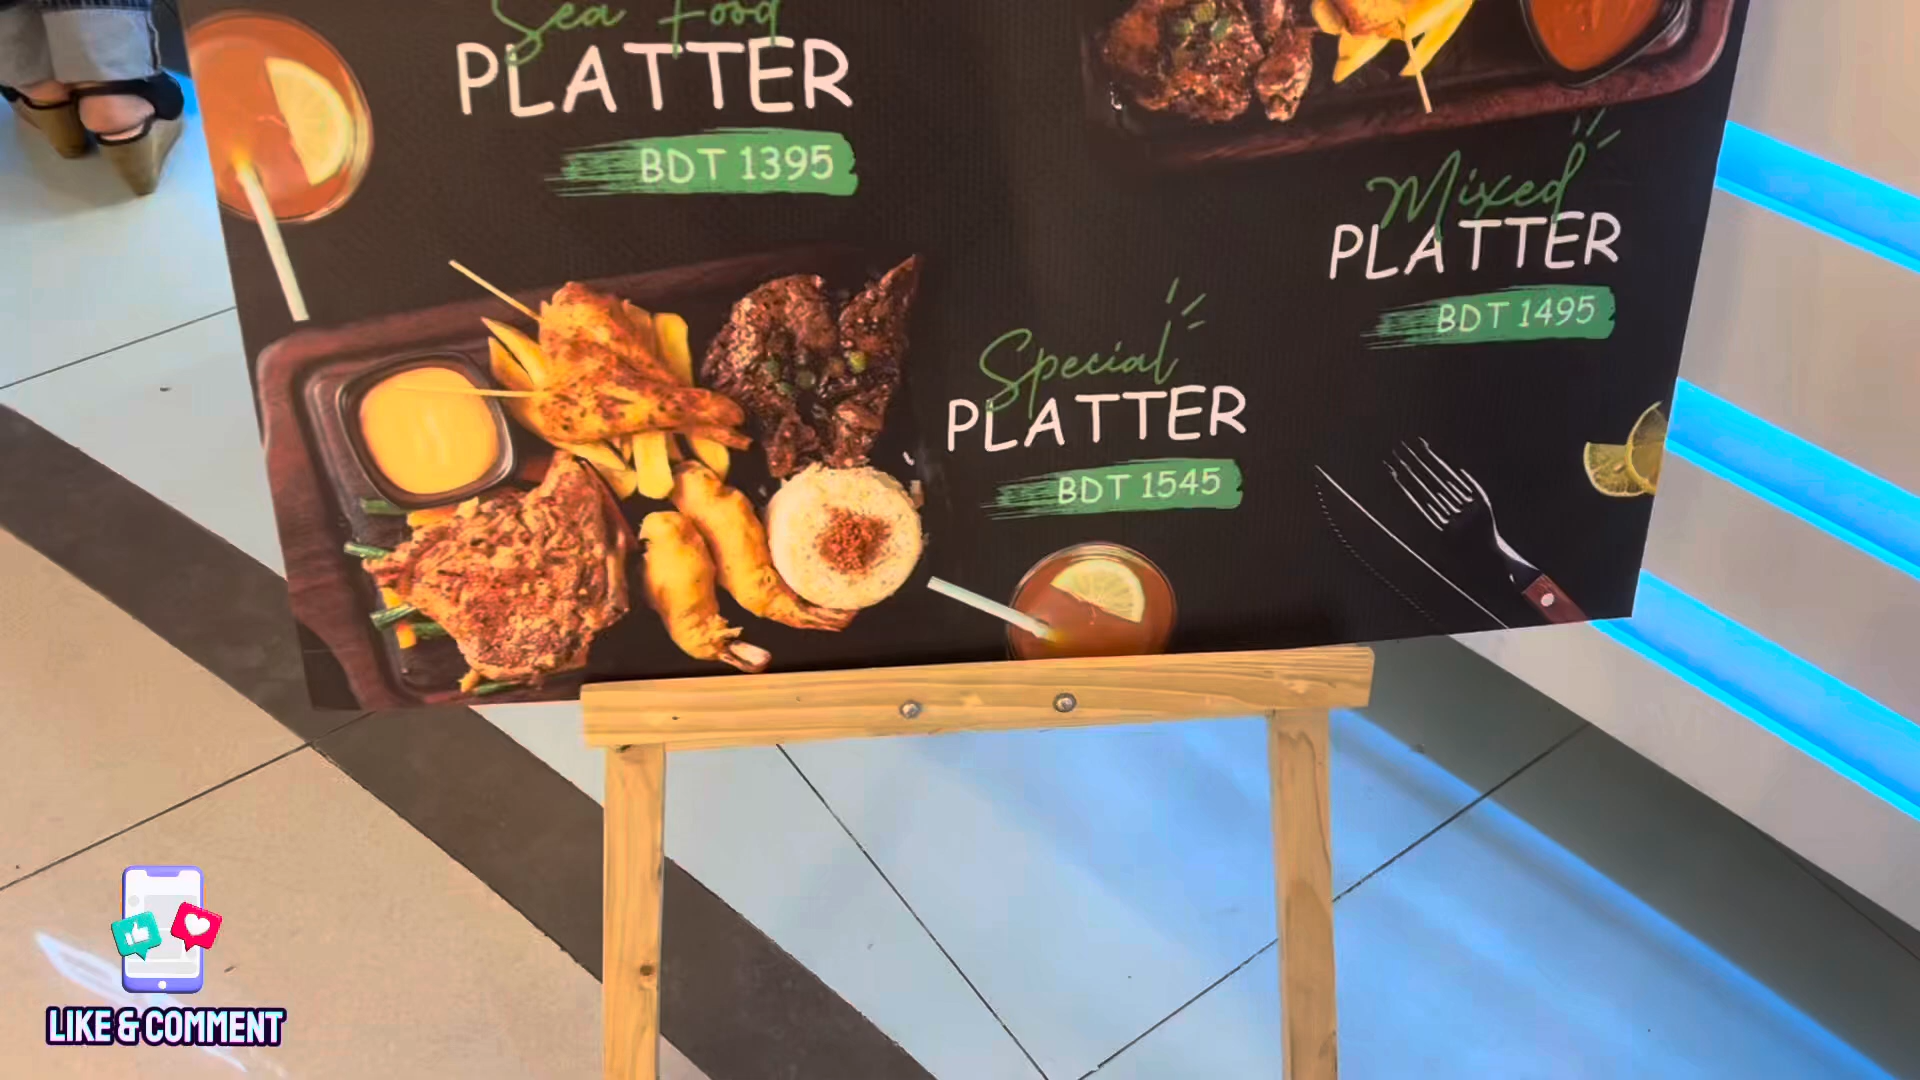 Sea Food
PLATTER
BDT 1395
Mixed
PLATTER
BDT 1495
Special
PLATTER
BDT 1545
LIKE & COMMENT